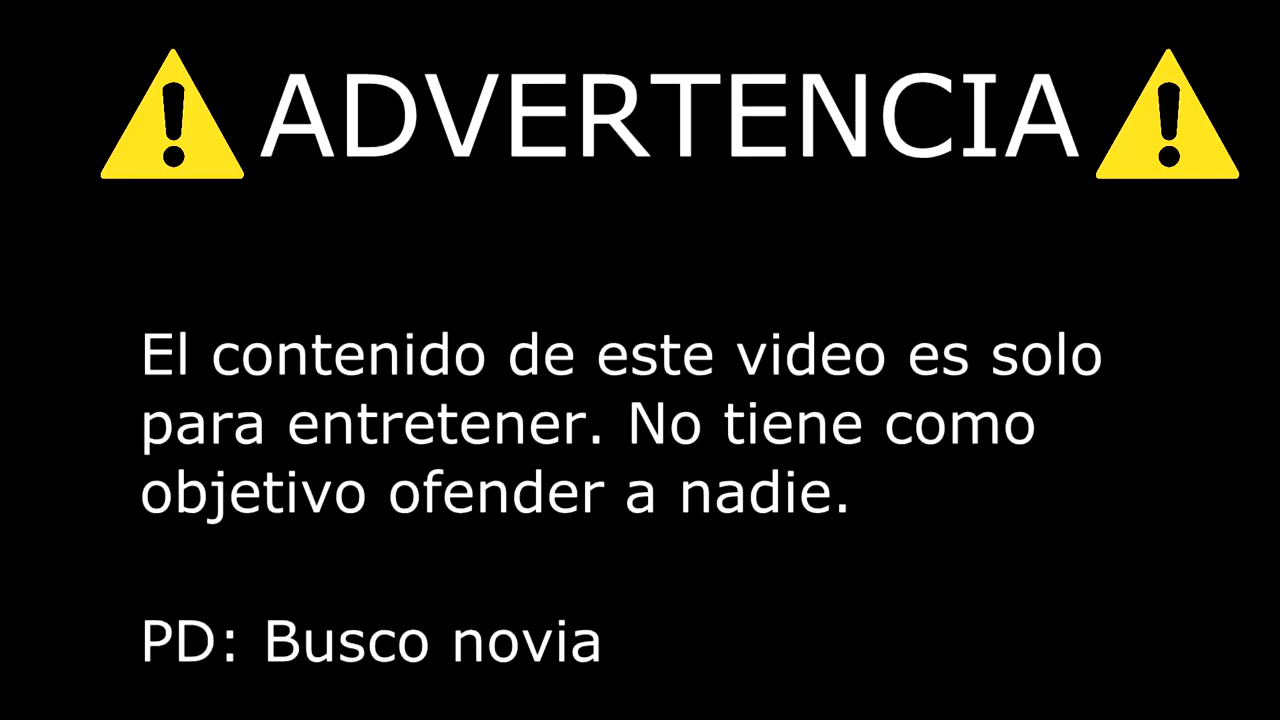 ADVERTENCIA
El contenido de este video es solo
para entretener. No tiene como
objetivo ofender a nadie.
PD: Busco novia